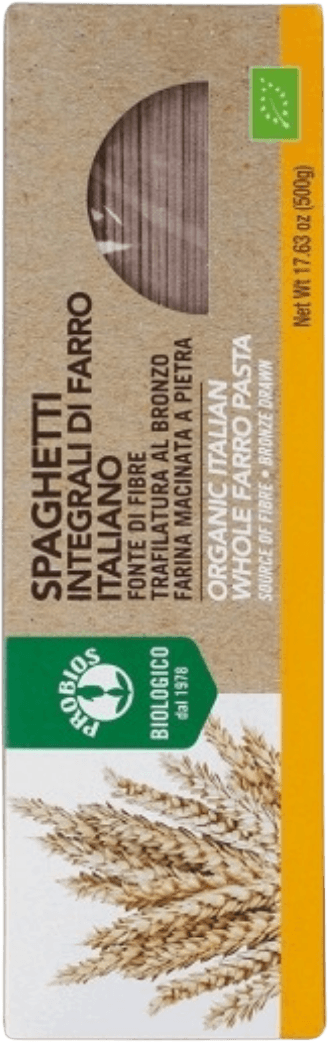 PROBIOS
BIOLOGICO
dal 1978
SPAGHETTI
INTEGRALI DI FARRO
ITALIANO
FONTE DI FIBRE
TRAFILATURA AL BRONZO
FARINA MACINATA A PIETRA
ORGANIC ITALIAN
WHOLE FARRO PASTA
SOURCE OF FIBRE • BRONZE DRAWN
Net Wt 17.63 oz (500g)